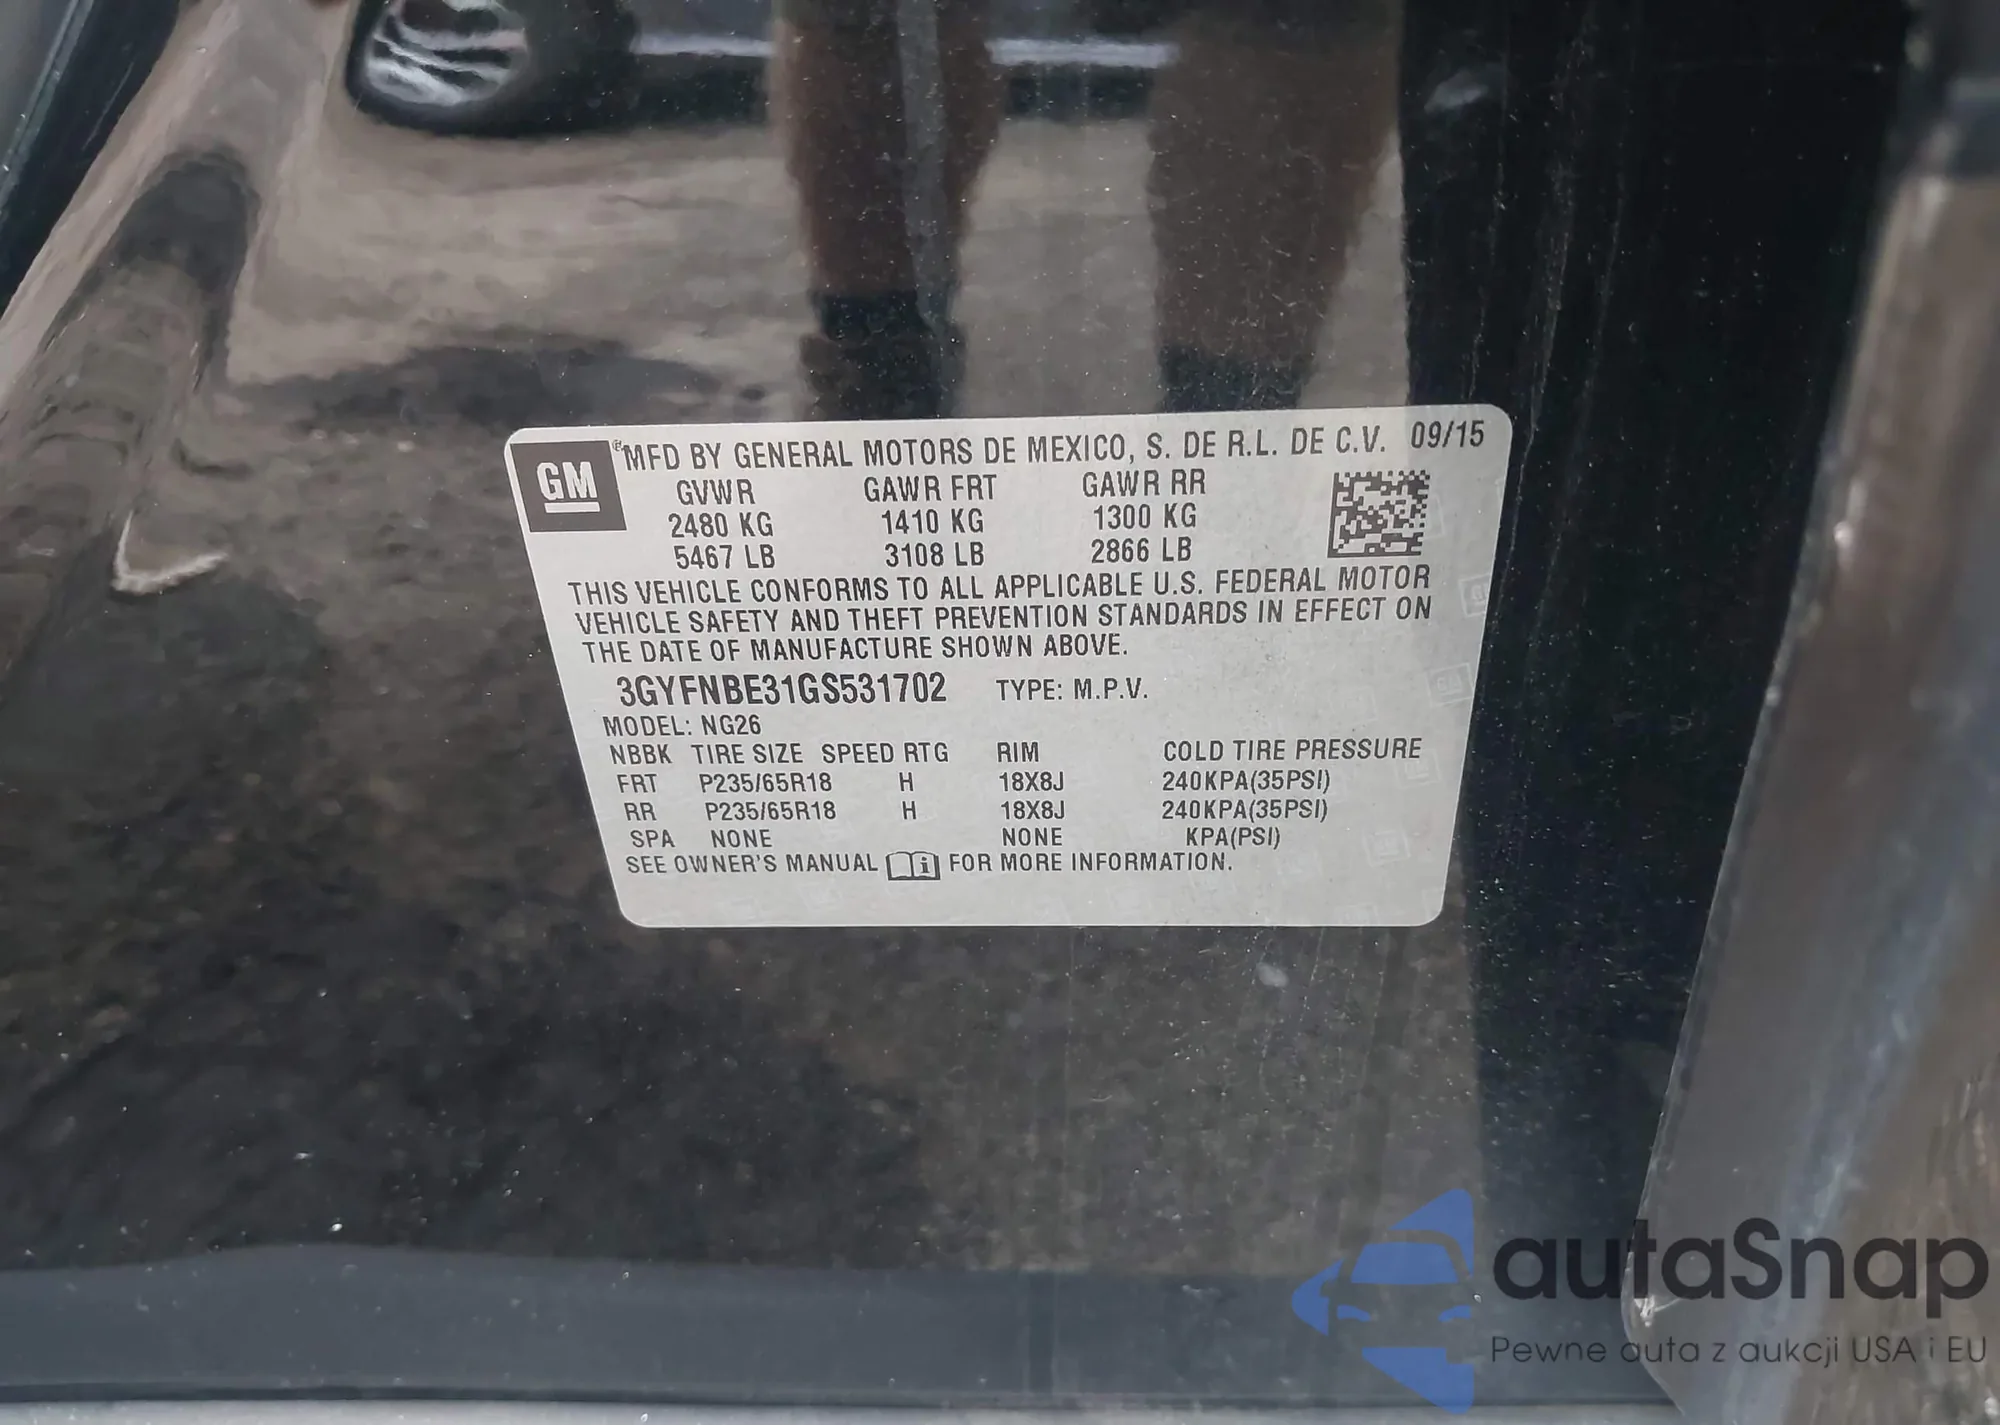 GM
® MFD BY GENERAL MOTORS DE MEXICO, S. DE R.L. DE C.V. 09/15
GVWR GAWR FRT GAWR RR
2480 KG 1410 KG 1300 KG
5467 LB 3108 LB 2866 LB
THIS VEHICLE CONFORMS TO ALL APPLICABLE U.S. FEDERAL MOTOR
VEHICLE SAFETY AND THEFT PREVENTION STANDARDS IN EFFECT ON
THE DATE OF MANUFACTURE SHOWN ABOVE.
3GYFNBE31GS531702 TYPE: M.P.V.
MODEL: NG26
NBBK TIRE SIZE SPEED RTG RIM COLD TIRE PRESSURE
FRT P235/65R18 H 18X8J 240KPA(35PSI)
RR P235/65R18 H 18X8J 240KPA(35PSI)
SPA NONE NONE KPA(PSI)
SEE OWNER'S MANUAL i FOR MORE INFORMATION.
autaSnap
Pewne auta z aukcji USA i EU